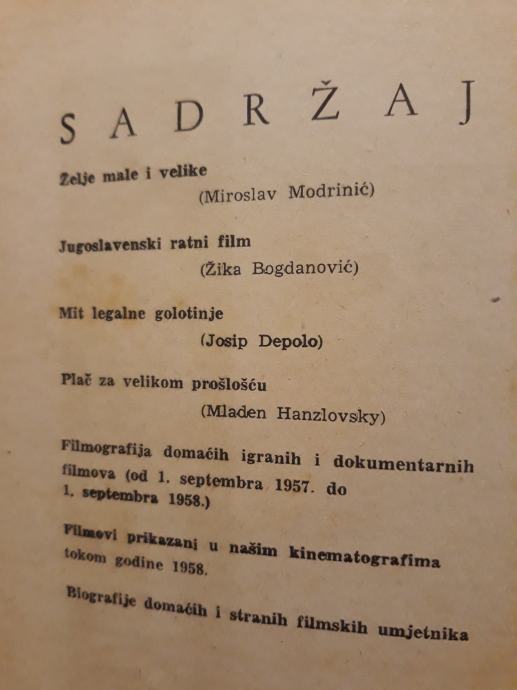 SADRŽAJ
Želje male i velike
(Miroslav Modrinić)
Jugoslavenski ratni film
(Žika Bogdanović)
Mit legalne golotinje
(Josip Depolo)
Plač za velikom prošlošću
(Mladen Hanzlovsky)
Filmografija domaćih igranih i dokumentarnih
filmova (od 1. septembra 1957. do
1. septembra 1958.)
Filmovi prikazani u našim kinematografima
tokom godine 1958.
Biografije domaćih i stranih filmskih umjetnika